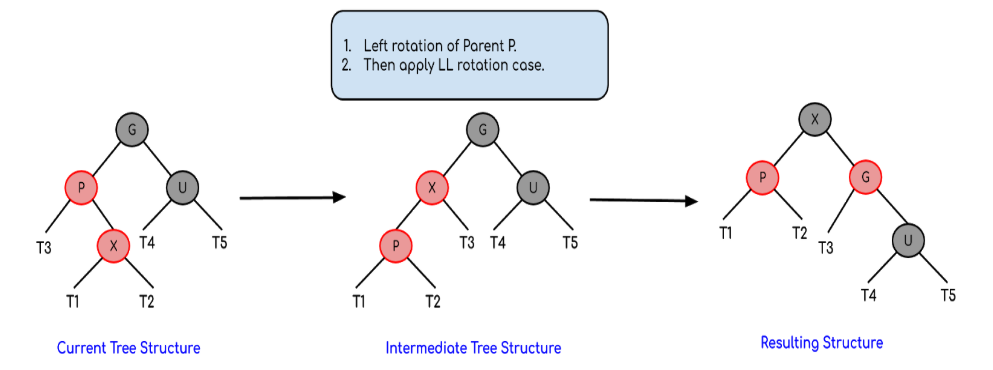 1. Left rotation of Parent P.
2. Then apply LL rotation case.
G
P
U
T3
X
T4
T5
T1
T2
Current Tree Structure
G
X
U
P
T3
T4
T5
T1
T2
Intermediate Tree Structure
X
P
G
T1
T2
T3
U
T4
T5
Resulting Structure